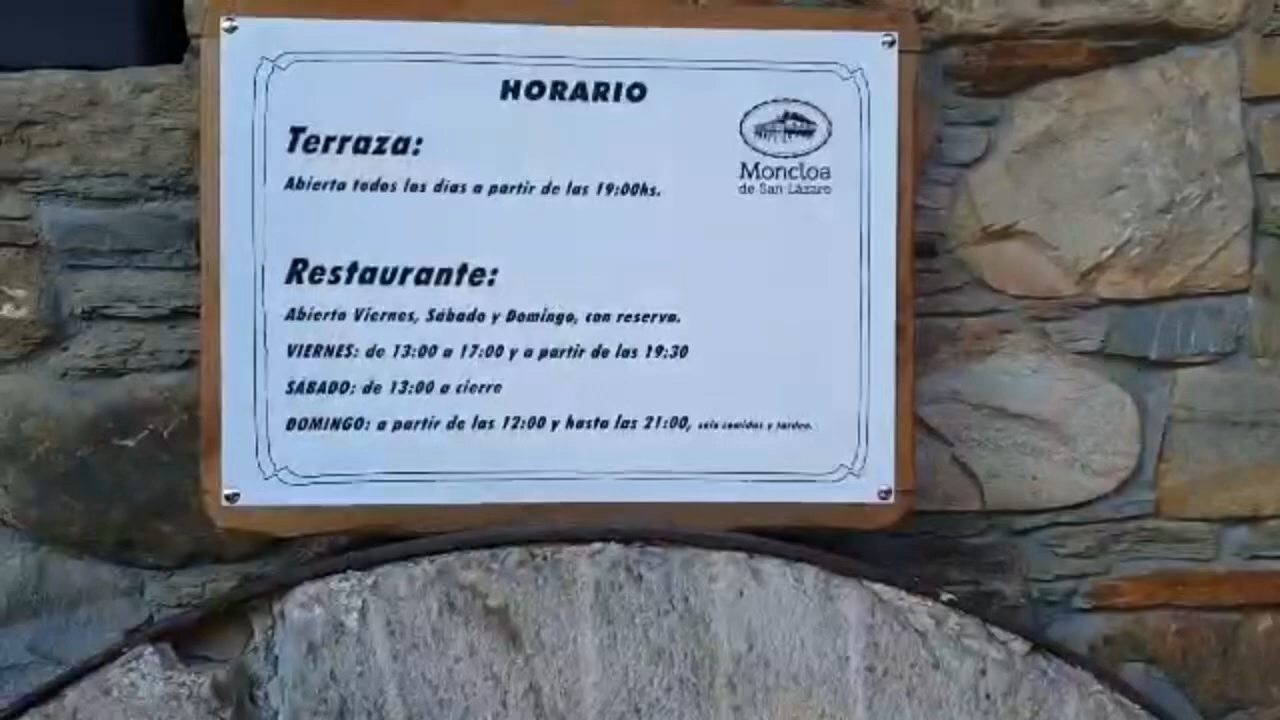 HORARIO
Terraza:
Abierta todos los dias a partir de las 19:00hs.
Moncloa
de San Lázaro
Restaurante:
Abierto Viernes, Sábado y Domingo, con reserva.
VIERNES: de 13:00 a 17:00 y a partir de las 19:30
SÁBADO: de 13:00 a cierre
DOMINGO: a partir de las 12:00 y hasta las 21:00, solo comidas y tardeo.